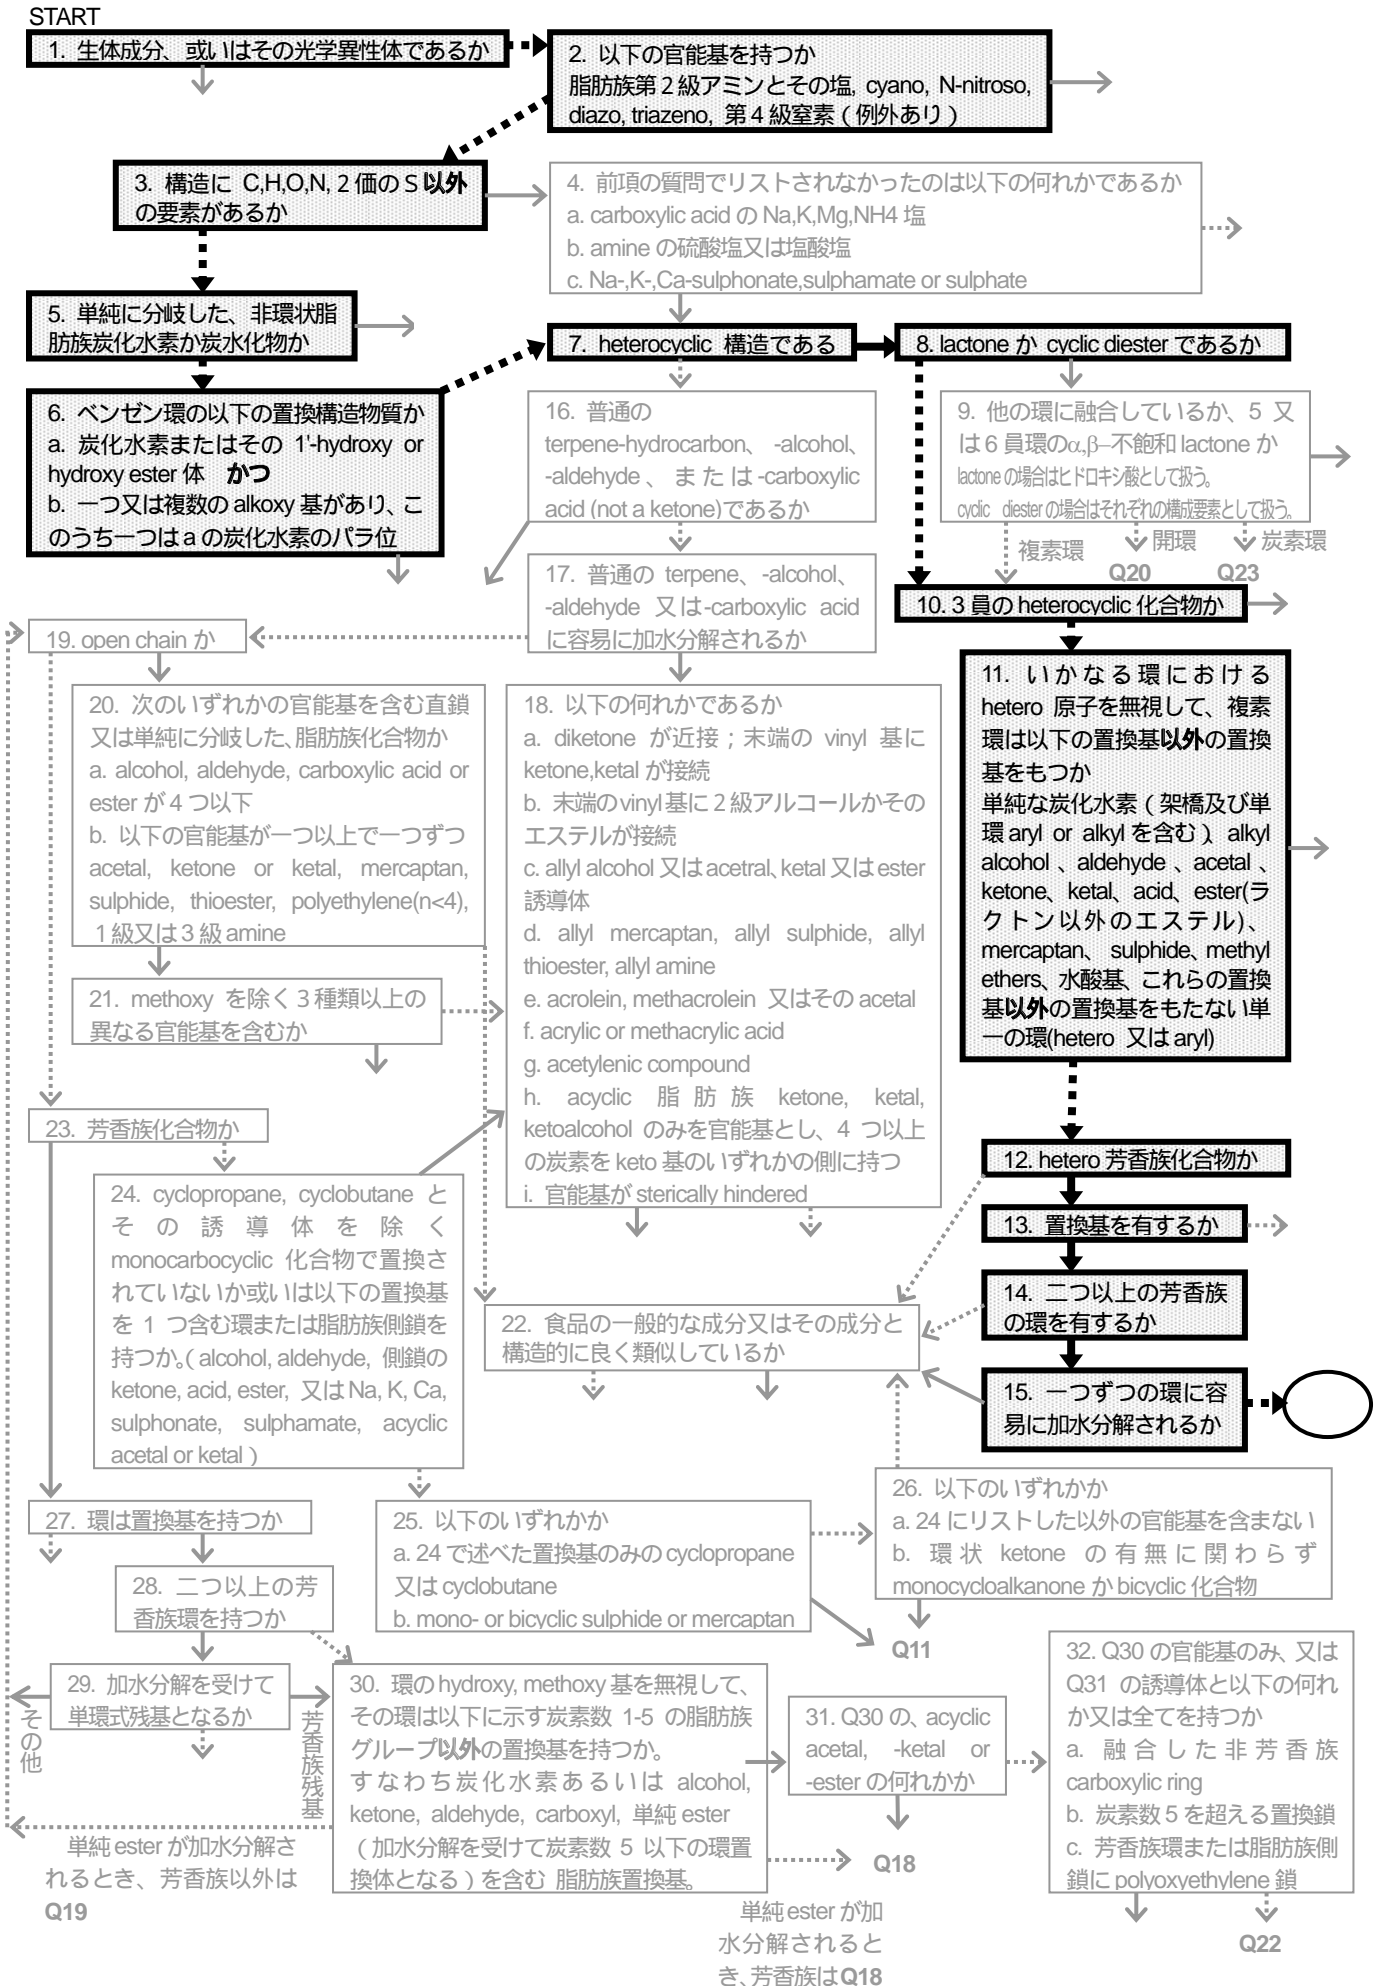 START
1. 生体成分、或いはその光学異性体であるか
2. 以下の官能基を持つか
脂肪族第2級アミンとその塩, cyano, N-nitroso,
diazo, triazeno, 第4級窒素（例外あり）
3. 構造に C,H,O,N, 2価のS以外
の要素があるか
4. 前項の質問でリストされなかったのは以下の何れかであるか
a. carboxylic acid の Na,K,Mg,NH4 塩
b. amine の硫酸塩又は塩酸塩
c. Na-,K-,Ca-sulphonate,sulphamate or sulphate
5. 単純に分岐した、非環状脂
肪族炭化水素か炭水化物か
6. ベンゼン環の以下の置換構造物質か
a. 炭化水素またはその 1'-hydroxy or
hydroxy ester 体 かつ
b. 一つ又は複数の alkoxy 基があり、こ
のうち一つは a の炭化水素のパラ位
7. heterocyclic 構造である
8. lactone か cyclic diester であるか
9. 他の環に融合しているか、5 又
は 6 員環のα,β–不飽和 lactone か
lactone の場合はヒドロキシ酸として扱う。
cyclic diester の場合はそれぞれの構成要素として扱う。
複素環
開環
炭素環
Q20
Q23
10. 3 員の heterocyclic 化合物か
11. いかなる環における
hetero 原子を無視して、複素
環は以下の置換基以外の置換
基をもつか
単純な炭化水素（架橋及び単
環 aryl or alkyl を含む）、alkyl
alcohol、aldehyde、acetal、
ketone、ketal、acid、ester(ラ
クトン以外のエステル)、
mercaptan、sulphide、methyl
ethers、水酸基、これらの置換
基以外の置換基をもたない単
一の環(hetero 又は aryl)
12. hetero 芳香族化合物か
13. 置換基を有するか
14. 二つ以上の芳香族
の環を有するか
15. 一つずつの環に容
易に加水分解されるか
16. 普通の
terpene-hydrocarbon、-alcohol、
-aldehyde、または-carboxylic
acid (not a ketone)であるか
17. 普通の terpene、-alcohol、
-aldehyde 又は-carboxylic acid
に容易に加水分解されるか
18. 以下の何れかであるか
a. diketone が近接；末端の vinyl 基に
ketone,ketal が接続
b. 末端のvinyl基に2級アルコールかその
エステルが接続
c. allyl alcohol 又は acetral, ketal 又は ester
誘導体
d. allyl mercaptan, allyl sulphide, allyl
thioester, allyl amine
e. acrolein, methacrolein 又はその acetal
f. acrylic or methacrylic acid
g. acetylenic compound
h. acyclic 脂肪族 ketone, ketal,
ketoalcohol のみを官能基とし、4 つ以上
の炭素を keto 基のいずれかの側に持つ
i. 官能基が sterically hindered
19. open chain か
20. 次のいずれかの官能基を含む直鎖
又は単純に分岐した、脂肪族化合物か
a. alcohol, aldehyde, carboxylic acid or
ester が 4 つ以下
b. 以下の官能基が一つ以上で一つずつ
acetal, ketone or ketal, mercaptan,
sulphide, thioester, polyethylene(n<4),
1級又は3級 amine
21. methoxy を除く3種類以上の
異なる官能基を含むか
22. 食品の一般的な成分又はその成分と
構造的に良く類似しているか
23. 芳香族化合物か
24. cyclopropane, cyclobutane と
その誘導体を除く
monocarbocyclic 化合物で置換さ
れていないか或いは以下の置換基
を 1 つ含む環または脂肪族側鎖を
持つか。（alcohol, aldehyde, 側鎖の
ketone, acid, ester, 又は Na, K, Ca,
sulphonate, sulphamate, acyclic
acetal or ketal）
25. 以下のいずれかか
a. 24 で述べた置換基のみの cyclopropane
又は cyclobutane
b. mono- or bicyclic sulphide or mercaptan
Q11
26. 以下のいずれかか
a. 24 にリストした以外の官能基を含まない
b. 環状 ketone の有無に関わらず
monocycloalkanone か bicyclic 化合物
27. 環は置換基を持つか
28. 二つ以上の芳
香族環を持つか
29. 加水分解を受けて
単環式残基となるか
その他
芳香族残基
30. 環の hydroxy, methoxy 基を無視して、
その環は以下に示す炭素数 1-5 の脂肪族
グループ以外の置換基を持つか。
すなわち炭化水素あるいは alcohol,
ketone, aldehyde, carboxyl, 単純 ester
（加水分解を受けて炭素数 5 以下の環置
換体となる）を含む 脂肪族置換基。
31. Q30 の、acyclic
acetal, -ketal or
-ester の何れかか
Q18
32. Q30 の官能基のみ、又は
Q31 の誘導体と以下の何れ
か又は全てを持つか
a. 融合した非芳香族
carboxylic ring
b. 炭素数 5 を超える置換鎖
c. 芳香族環または脂肪族側
鎖に polyoxyethylene 鎖
Q22
単純 ester が加水分解さ
れるとき、芳香族以外は
Q19
単純 ester が加
水分解されると
き、芳香族は Q18